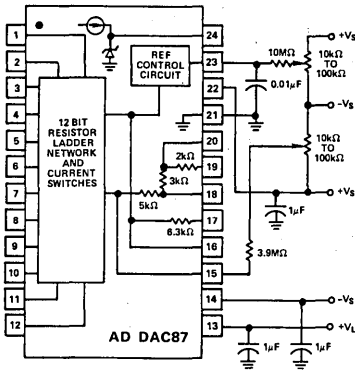 1
2
3
4
5
6
7
8
9
10
11
12
24
23
22
21
20
19
18
17
16
15
14
13
REF
CONTROL
CIRCUIT
12 BIT
RESISTOR
LADDER
NETWORK
AND
CURRENT
SWITCHES
2kΩ
3kΩ
5kΩ
6.3kΩ
AD DAC87
10MΩ
0.01μF
+VS
10kΩ
TO
100kΩ
-VS
10kΩ
TO
100kΩ
+VS
1μF
3.9MΩ
-VS
+VL
1μF
1μF